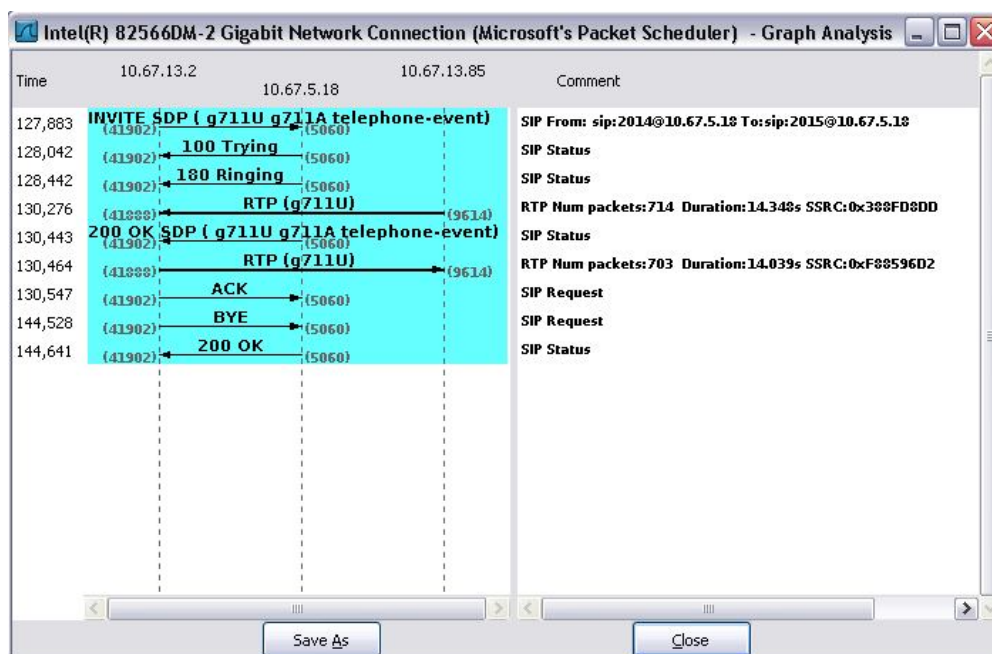 Intel(R) 82566DM-2 Gigabit Network Connection (Microsoft's Packet Scheduler) - Graph Analysis
Time 10.67.13.2 10.67.5.18 10.67.13.85 Comment
127,883 INVITE SDP ( g711U g711A telephone-event) (41902) (5060) SIP From: sip:2014@10.67.5.18 To:sip:2015@10.67.5.18
128,042 100 Trying (41902) (5060) SIP Status
128,442 180 Ringing (41902) (5060) SIP Status
130,276 RTP (g711U) (41888) (9614) RTP Num packets:714 Duration:14.348s SSRC:0x388FD8DD
130,443 200 OK SDP ( g711U g711A telephone-event) (41902) (5060) SIP Status
130,464 RTP (g711U) (41888) (9614) RTP Num packets:703 Duration:14.039s SSRC:0xF88596D2
130,547 ACK (41902) (5060) SIP Request
144,528 BYE (41902) (5060) SIP Request
144,641 200 OK (41902) (5060) SIP Status
Save As Close